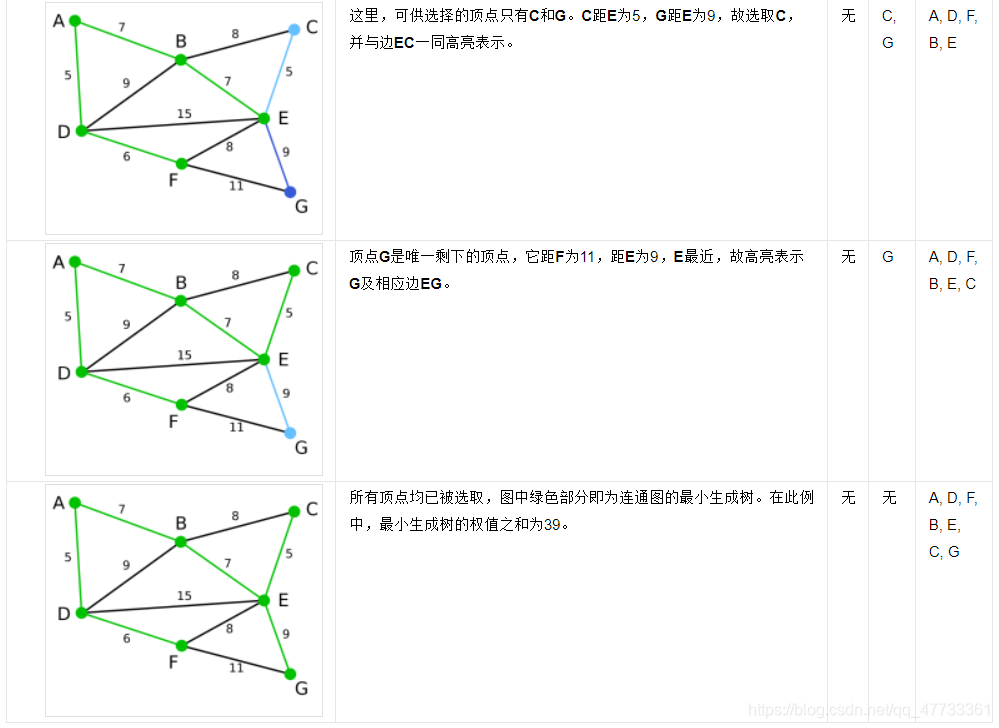 A
7
B
8
C
5
9
7
5
15
D
E
6
8
9
F
11
G
这里，可供选择的顶点只有C和G。C距E为5，G距E为9，故选取C，
并与边EC一同高亮表示。
无
C,
G
A, D, F,
B, E
A
7
B
8
C
5
9
7
5
15
D
E
6
8
9
F
11
G
顶点G是唯一剩下的顶点，它距F为11，距E为9，E最近，故高亮表示
G及相应边EG。
无
G
A, D, F,
B, E, C
A
7
B
8
C
5
9
7
5
15
D
E
6
8
9
F
11
G
所有顶点均已被选取，图中绿色部分即为连通图的最小生成树。在此例
中，最小生成树的权值之和为39。
无
无
A, D, F,
B, E,
C, G
https://blog.csdn.net/qq_47733361